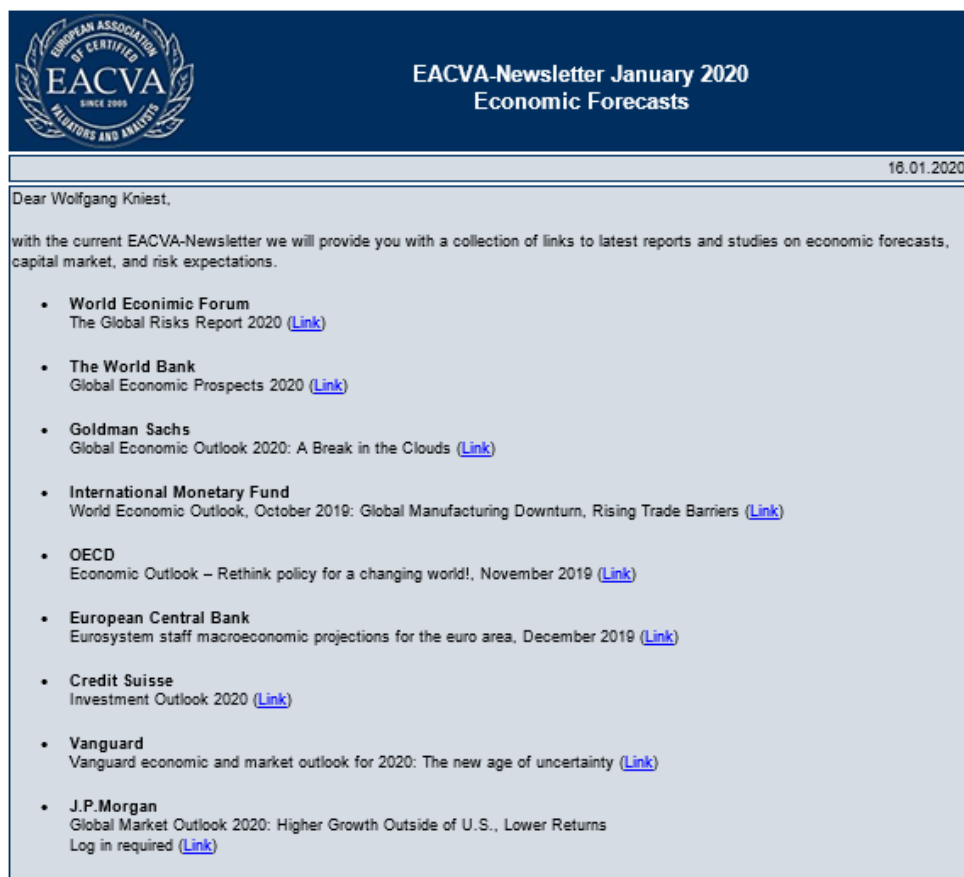 EUROPEAN ASSOCIATION
OF CERTIFIED
EACVA
SINCE 2005
VALUATORS AND ANALYSTS
EACVA-Newsletter January 2020
Economic Forecasts
16.01.2020
Dear Wolfgang Kniest,
with the current EACVA-Newsletter we will provide you with a collection of links to latest reports and studies on economic forecasts,
capital market, and risk expectations.
• World Econimic Forum
The Global Risks Report 2020 (Link)
• The World Bank
Global Economic Prospects 2020 (Link)
• Goldman Sachs
Global Economic Outlook 2020: A Break in the Clouds (Link)
• International Monetary Fund
World Economic Outlook, October 2019: Global Manufacturing Downturn, Rising Trade Barriers (Link)
• OECD
Economic Outlook – Rethink policy for a changing world!, November 2019 (Link)
• European Central Bank
Eurosystem staff macroeconomic projections for the euro area, December 2019 (Link)
• Credit Suisse
Investment Outlook 2020 (Link)
• Vanguard
Vanguard economic and market outlook for 2020: The new age of uncertainty (Link)
• J.P.Morgan
Global Market Outlook 2020: Higher Growth Outside of U.S., Lower Returns
Log in required (Link)